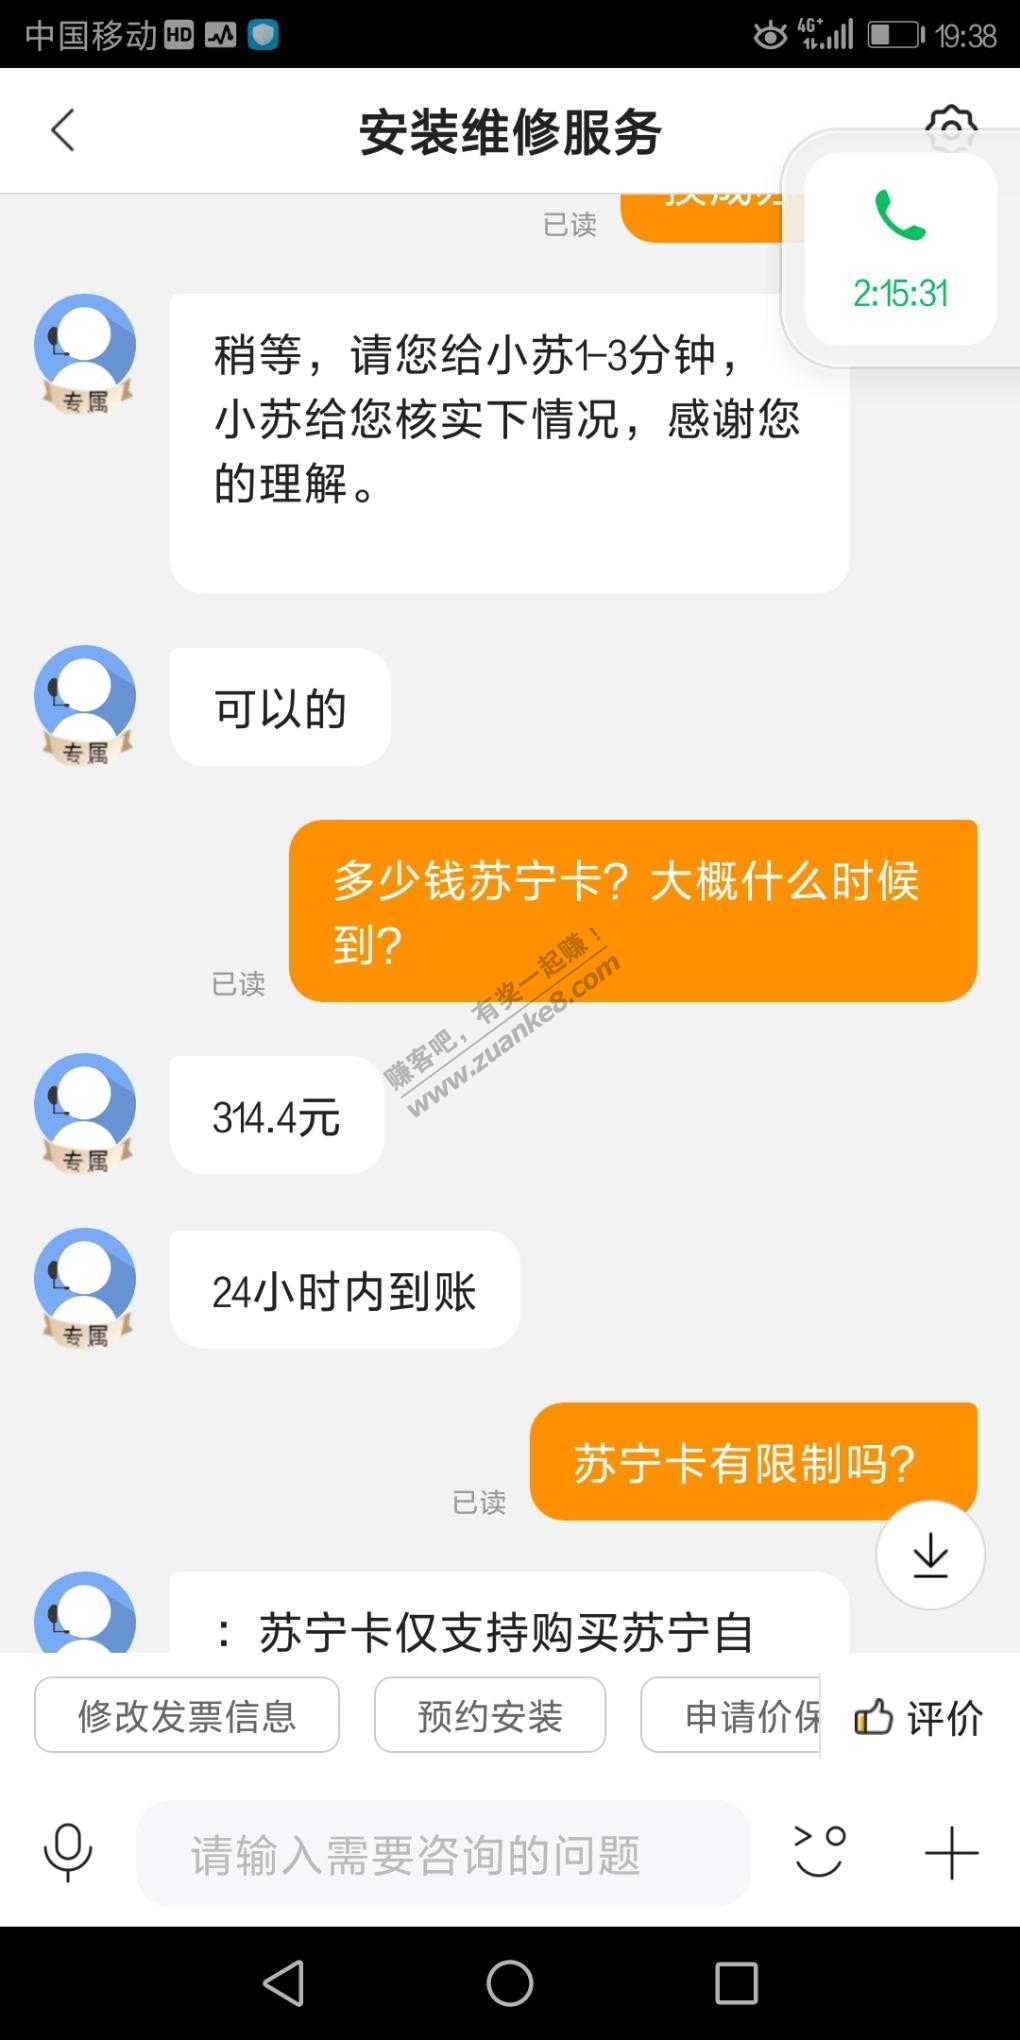 中国移动 HD 4G+ 19:38
安装维修服务
2:15:31
已读
稍等，请您给小苏1-3分钟，
小苏给您核实下情况，感谢您
的理解。
专属
可以的
专属
多少钱苏宁卡？大概什么时候
到？
已读
赚客吧，有奖一起赚！
www.zuanke8.com
314.4元
专属
24小时内到账
专属
苏宁卡有限制吗？
已读
：苏宁卡仅支持购买苏宁自
修改发票信息 预约安装 申请价保 评价
请输入需要咨询的问题